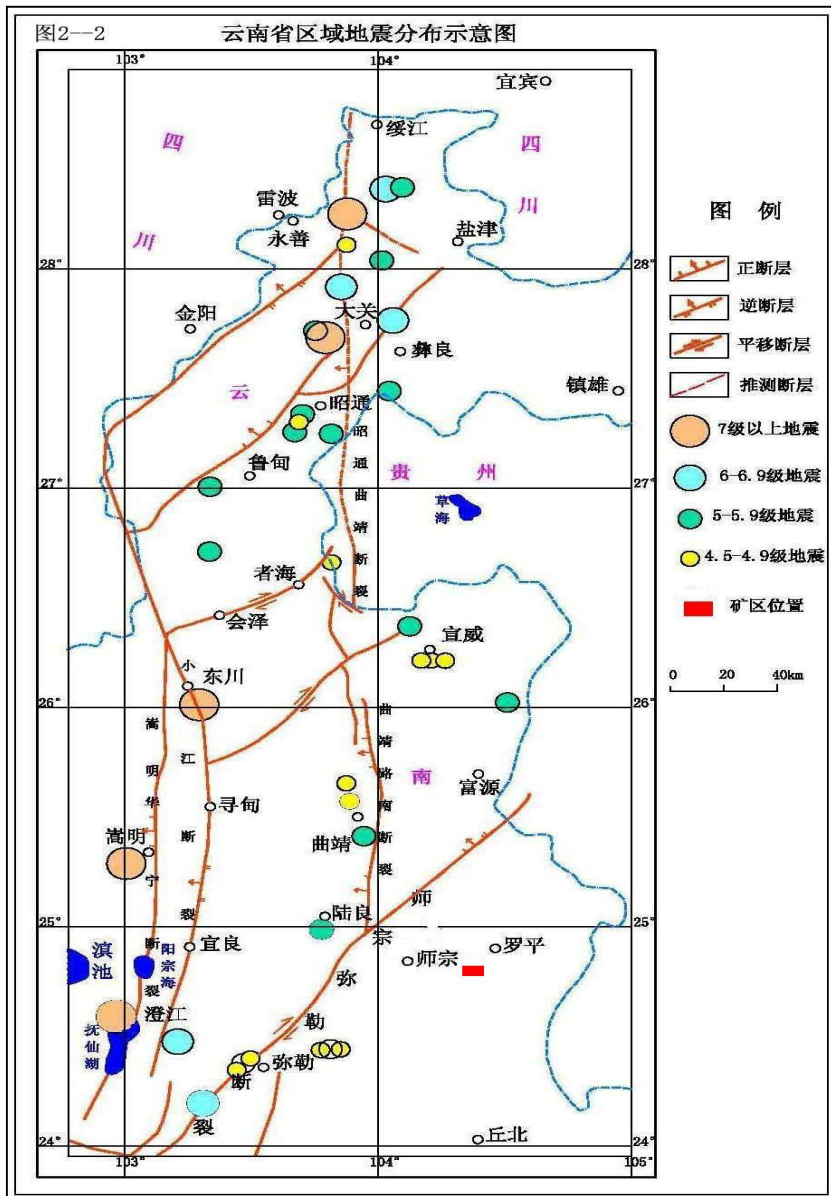 图2--2
云南省区域地震分布示意图
103°
104°
宜宾
绥江
四川
四川
雷波
永善
盐津
28°
28°
金阳
大关
彝良
镇雄
云
昭通
鲁甸
昭通曲靖断裂
贵州
27°
27°
草海
者海
会泽
宣威
小江断裂
东川
26°
26°
嵩明华宁断裂
曲靖路南断裂
南
富源
寻甸
嵩明
曲靖
师宗弥勒断裂
陆良
25°
25°
滇池
阳宗海
宜良
师宗
罗平
澄江
抚仙湖
弥勒
丘北
24°
24°
103°
104°
105°
图 例
正断层
逆断层
平移断层
推测断层
7级以上地震
6-6.9级地震
5-5.9级地震
4.5-4.9级地震
矿区位置
0 20 40km